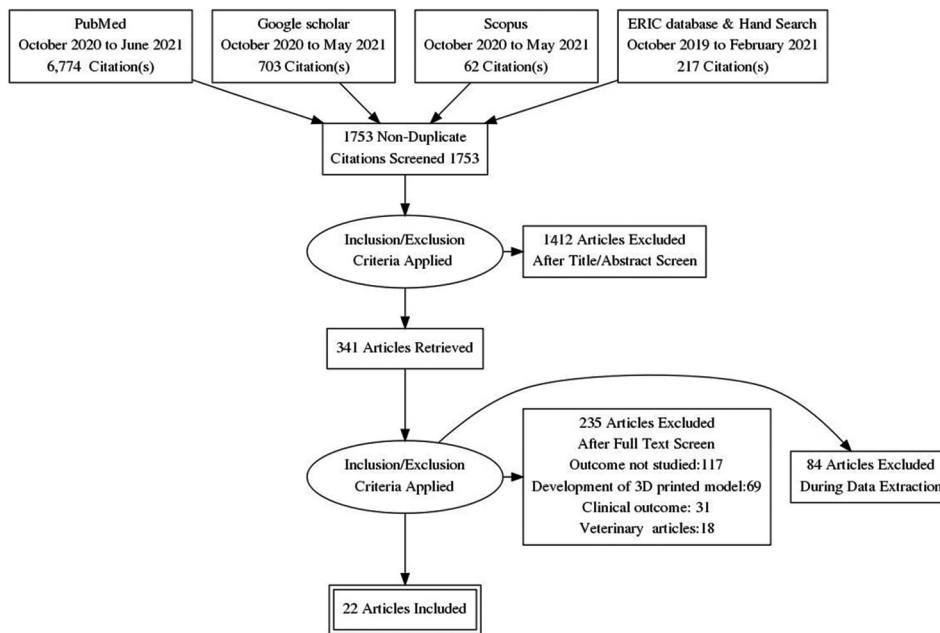 PubMed
October 2020 to June 2021
6,774 Citation(s)
Google scholar
October 2020 to May 2021
703 Citation(s)
Scopus
October 2020 to May 2021
62 Citation(s)
ERIC database & Hand Search
October 2019 to February 2021
217 Citation(s)
1753 Non-Duplicate
Citations Screened 1753
Inclusion/Exclusion
Criteria Applied
1412 Articles Excluded
After Title/Abstract Screen
341 Articles Retrieved
Inclusion/Exclusion
Criteria Applied
235 Articles Excluded
After Full Text Screen
Outcome not studied:117
Development of 3D printed model:69
Clinical outcome: 31
Veterinary articles:18
84 Articles Excluded
During Data Extraction
22 Articles Included